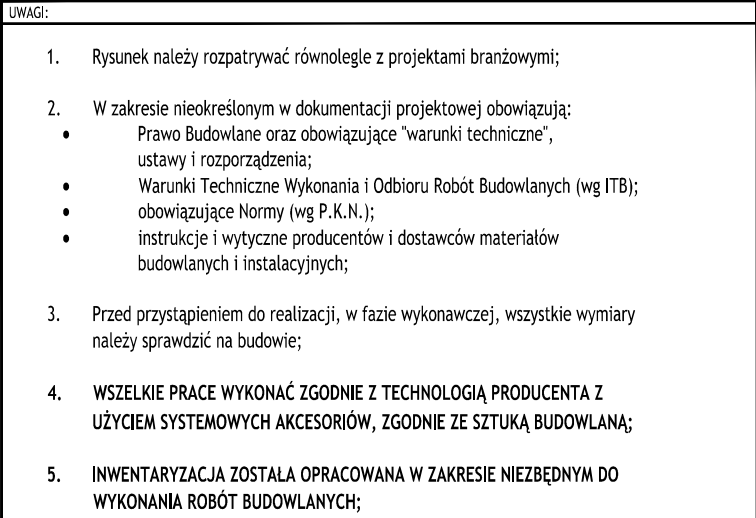 UWAGI:
1. Rysunek należy rozpatrywać równolegle z projektami branżowymi;
2. W zakresie nieokreślonym w dokumentacji projektowej obowiązują:
• Prawo Budowlane oraz obowiązujące "warunki techniczne",
ustawy i rozporządzenia;
• Warunki Techniczne Wykonania i Odbioru Robót Budowlanych (wg ITB);
• obowiązujące Normy (wg P.K.N.);
• instrukcje i wytyczne producentów i dostawców materiałów
budowlanych i instalacyjnych;
3. Przed przystąpieniem do realizacji, w fazie wykonawczej, wszystkie wymiary
należy sprawdzić na budowie;
4. WSZELKIE PRACE WYKONAĆ ZGODNIE Z TECHNOLOGIĄ PRODUCENTA Z
UŻYCIEM SYSTEMOWYCH AKCESORIÓW, ZGODNIE ZE SZTUKĄ BUDOWLANĄ;
5. INWENTARYZACJA ZOSTAŁA OPRACOWANA W ZAKRESIE NIEZBĘDNYM DO
WYKONANIA ROBÓT BUDOWLANYCH;